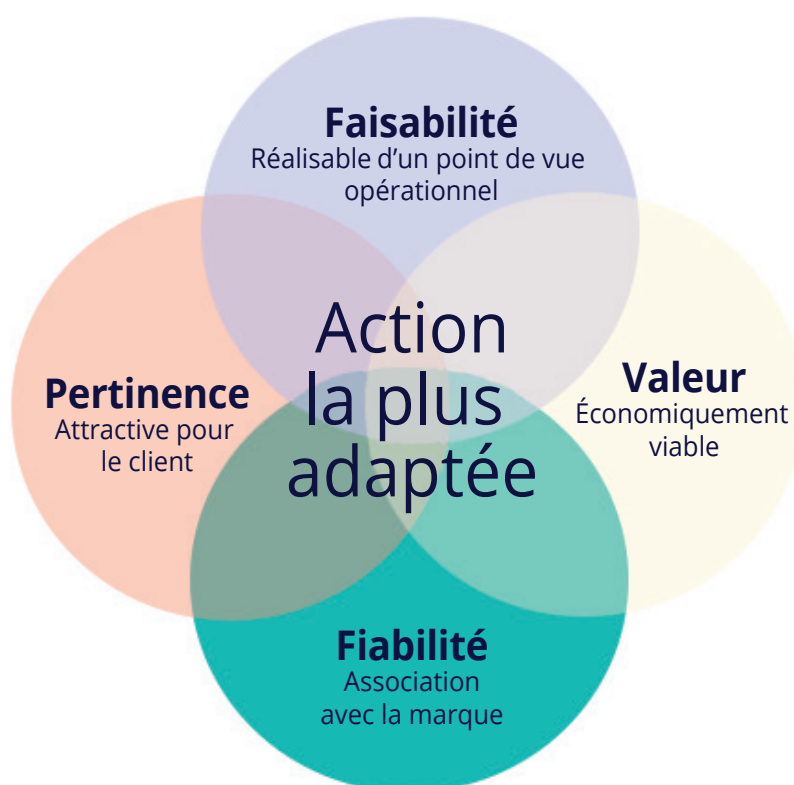 Faisabilité
Réalisable d’un point de vue
opérationnel
Action
la plus
adaptée
Pertinence
Attractive pour
le client
Valeur
Économiquement
viable
Fiabilité
Association
avec la marque